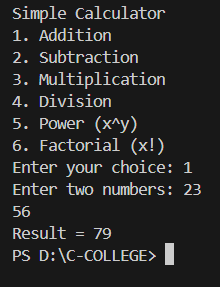 Simple Calculator
1. Addition
2. Subtraction
3. Multiplication
4. Division
5. Power (x^y)
6. Factorial (x!)
Enter your choice: 1
Enter two numbers: 23
56
Result = 79
PS D:\C-COLLEGE>